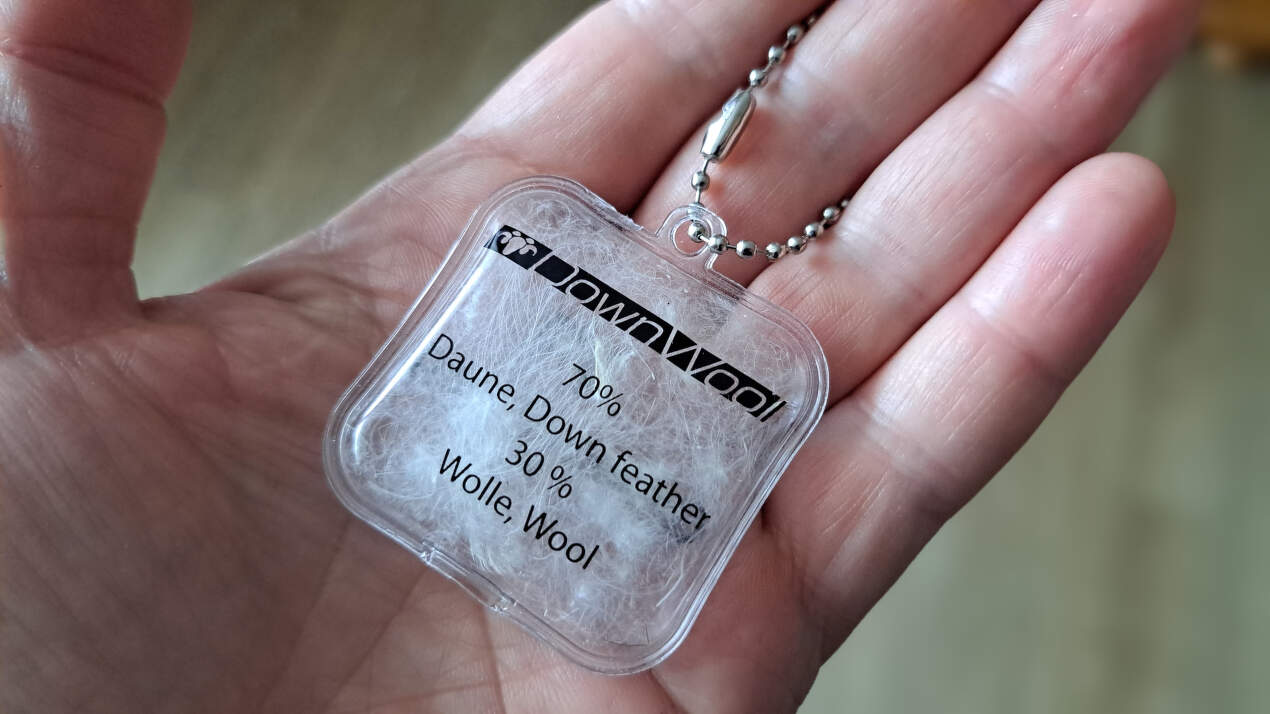 DownWool
70%
Daune, Down feather
30 %
Wolle, Wool